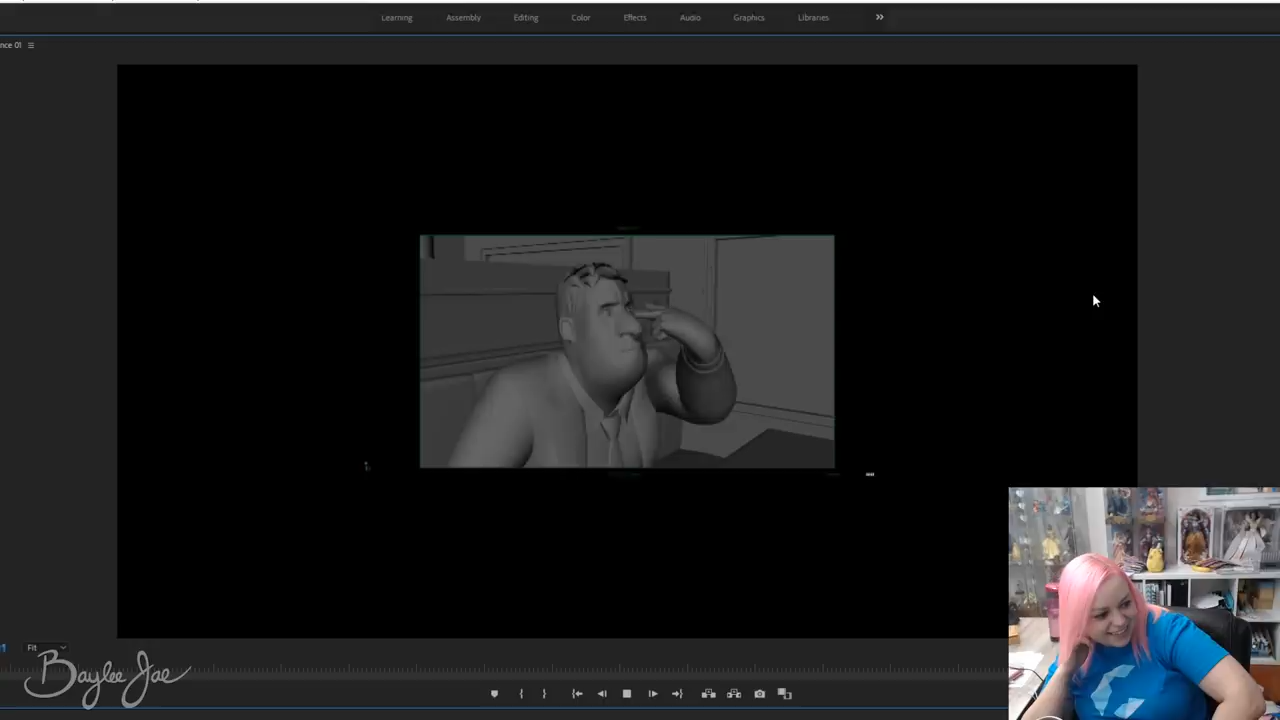 Learning Assembly Editing Color Effects Audio Graphics Libraries
nce 01
Fit
Baylee Jae